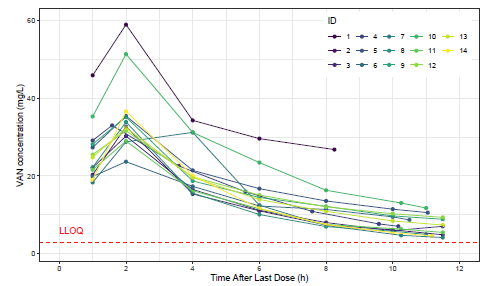 ID
1 4 7 10 13
2 5 8 11 14
3 6 9 12
VAN concentration (mg/L)
60
40
20
0
LLOQ
0 2 4 6 8 10 12
Time After Last Dose (h)